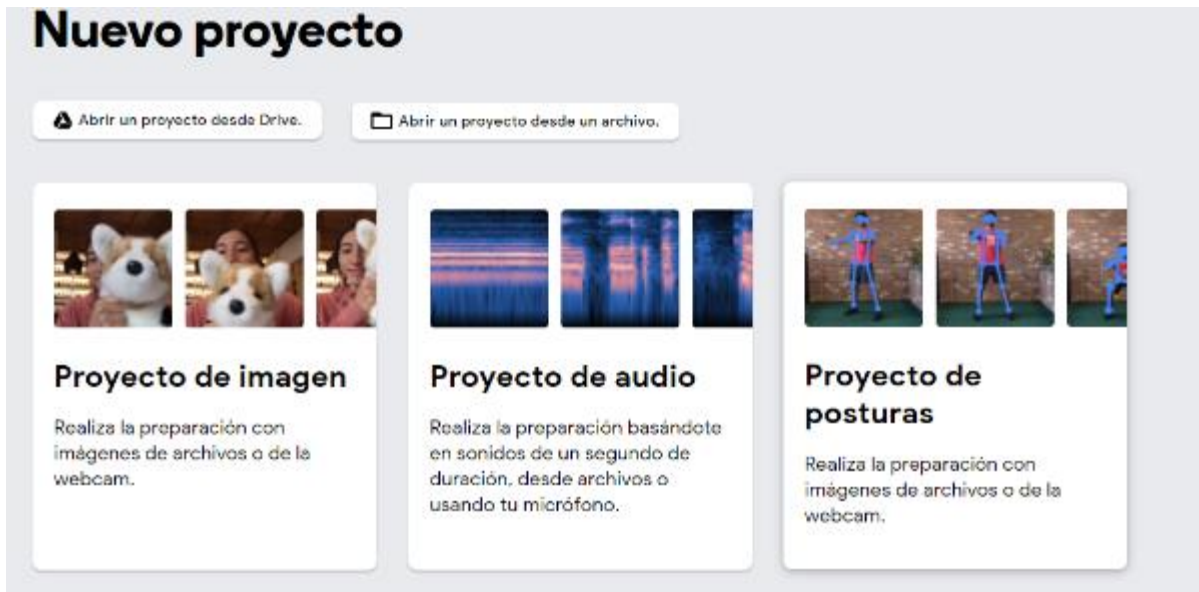 Nuevo proyecto
Abrir un proyecto desde Drive.
Abrir un proyecto desde un archivo.
Proyecto de imagen
Realiza la preparación con
imágenes de archivos o de la
webcam.
Proyecto de audio
Realiza la preparación basándote
en sonidos de un segundo de
duración, desde archivos o
usando tu micrófono.
Proyecto de
posturas
Realiza la preparación con
imágenes de archivos o de la
webcam.